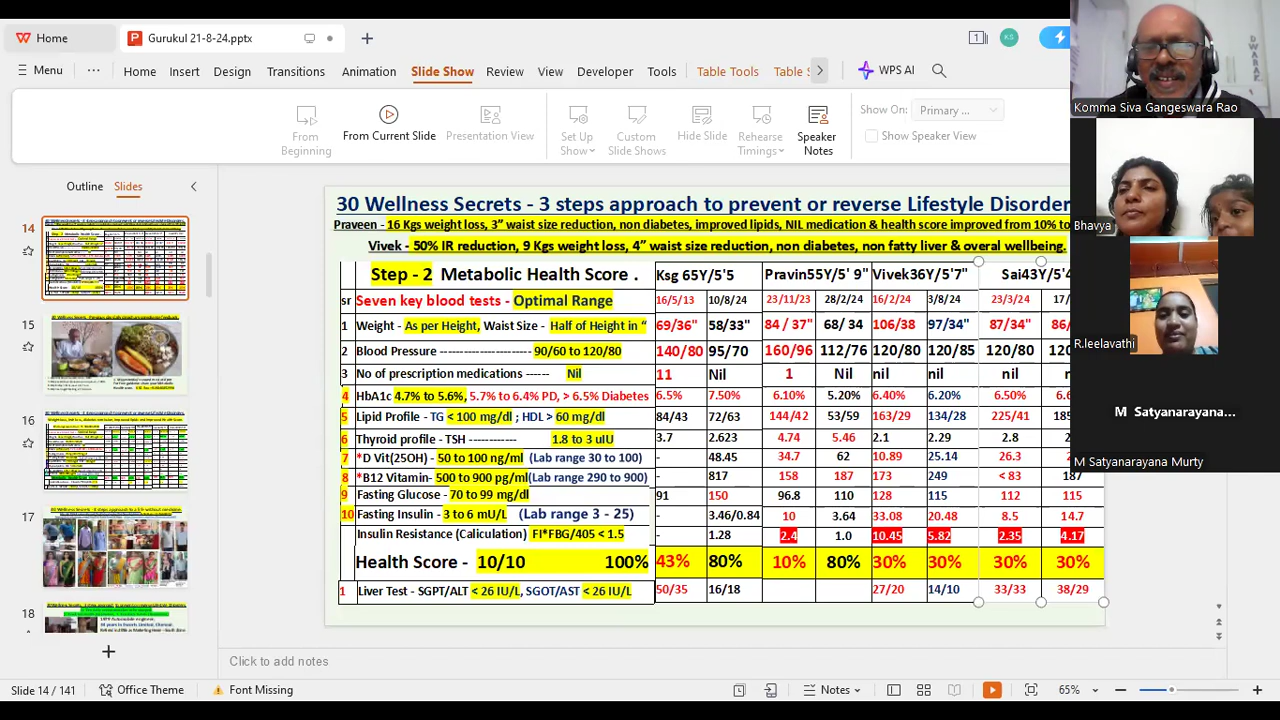 Home
Gurukul 21-8-24.pptx
1
KS
Menu
Home Insert Design Transitions Animation Slide Show Review View Developer Tools Table Tools Table S
WPS AI
From Beginning
From Current Slide
Presentation View
Set Up Show
Custom Slide Shows
Hide Slide
Rehearse Timings
Speaker Notes
Show On: Primary ...
Show Speaker View
Outline Slides
14
15
16
17
18
30 Wellness Secrets - 3 steps approach to prevent or reverse Lifestyle Disorder
Praveen - 16 Kgs weight loss, 3” waist size reduction, non diabetes, improved lipids, NIL medication & health score improved from 10% to
Vivek - 50% IR reduction, 9 Kgs weight loss, 4” waist size reduction, non diabetes, non fatty liver & overal wellbeing.
Step - 2 Metabolic Health Score . Ksg 65Y/5'5 Pravin55Y/5' 9" Vivek36Y/5'7" Sai43Y/5'4
sr Seven key blood tests - Optimal Range 16/5/13 10/8/24 23/11/23 28/2/24 16/2/24 3/8/24 23/3/24 17/
1 Weight - As per Height, Waist Size - Half of Height in “ 69/36" 58/33" 84 / 37" 68/ 34 106/38 97/34" 87/34" 86/
2 Blood Pressure ----------------------- 90/60 to 120/80 140/80 95/70 160/96 112/76 120/80 120/85 120/80 120
3 No of prescription medications ------ Nil 11 Nil 1 Nil nil nil nil n
4 HbA1c 4.7% to 5.6%, 5.7% to 6.4% PD, > 6.5% Diabetes 6.5% 7.50% 6.10% 5.20% 6.40% 6.20% 6.50% 6.6
5 Lipid Profile - TG < 100 mg/dl ; HDL > 60 mg/dl 84/43 72/63 144/42 53/59 163/29 134/28 225/41 185
6 Thyroid profile - TSH ------------ 1.8 to 3 uIU 3.7 2.623 4.74 5.46 2.1 2.29 2.8 2
7 *D Vit(25OH) - 50 to 100 ng/ml (Lab range 30 to 100) - 48.45 34.7 62 10.89 25.14 26.3
8 *B12 Vitamin- 500 to 900 pg/ml(Lab range 290 to 900) - 817 158 187 173 249 < 83 187
9 Fasting Glucose - 70 to 99 mg/dl 91 150 96.8 110 128 115 112 115
10 Fasting Insulin - 3 to 6 mU/L (Lab range 3 - 25) - 3.46/0.84 10 3.64 33.08 20.48 8.5 14.7
Insulin Resistance (Caliculation) FI*FBG/405 < 1.5 - 1.28 2.4 1.0 10.45 5.82 2.35 4.17
Health Score - 10/10 100% 43% 80% 10% 80% 30% 30% 30% 30%
1 Liver Test - SGPT/ALT < 26 IU/L, SGOT/AST < 26 IU/L 50/35 16/18 27/20 14/10 33/33 38/29
Komma Siva Gangeswara Rao
Bhavya
R.leelavathi
M Satyanarayana...
M Satyanarayana Murty
DWARAK
Click to add notes
Slide 14 / 141 Office Theme Font Missing Notes 65%